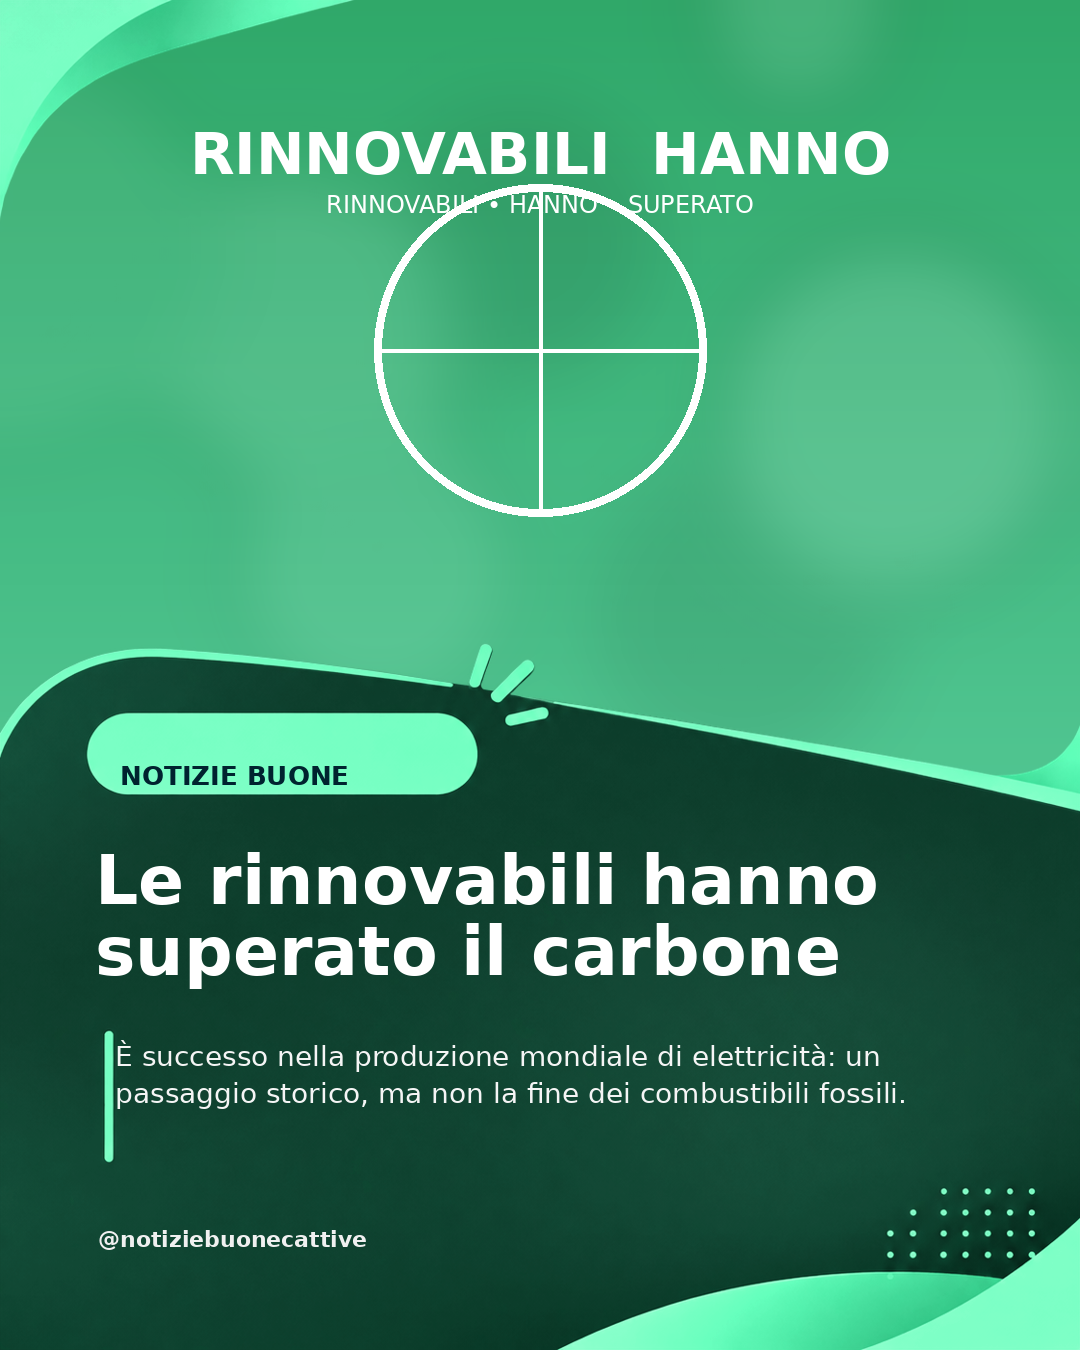 RINNOVABILI HANNO
RINNOVABILI • HANNO • SUPERATO
NOTIZIE BUONE
Le rinnovabili hanno
superato il carbone
È successo nella produzione mondiale di elettricità: un
passaggio storico, ma non la fine dei combustibili fossili.
@notiziebuonecattive